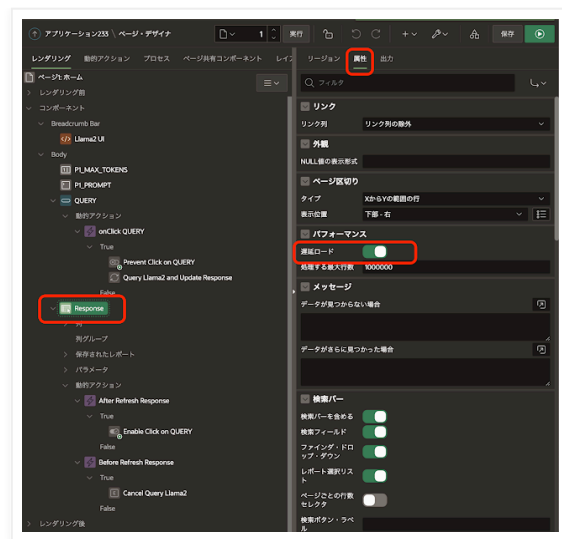 アプリケーション233 \ ページ・デザイナ
1
実行
保存
レンダリング 動的アクション プロセス ページ共有コンポーネント レイア
ページ1: ホーム
レンダリング前
コンポーネント
Breadcrumb Bar
Llama2 UI
Body
P1_MAX_TOKENS
P1_PROMPT
QUERY
動的アクション
onClick QUERY
True
Prevent Click on QUERY
Query Llama2 and Update Response
False
Response
列
列グループ
保存されたレポート
パラメータ
動的アクション
After Refresh Response
True
Enable Click on QUERY
False
Before Refresh Response
True
Cancel Query Llama2
False
レンダリング後
リージョン 属性 出力
フィルタ
リンク
リンク列 リンク列の除外
外観
NULL値の表示形式
ページ区切り
タイプ XからYの範囲の行
表示位置 下部 - 右
パフォーマンス
遅延ロード
処理する最大行数 1000000
メッセージ
データが見つからない場合
データがさらに見つかった場合
検索バー
検索バーを含める
検索フィールド
ファインダ・ドロ
ップ・ダウン
レポート選択リス
ト
ページごとの行数
セレクタ
検索ボタン・ラベ
ル